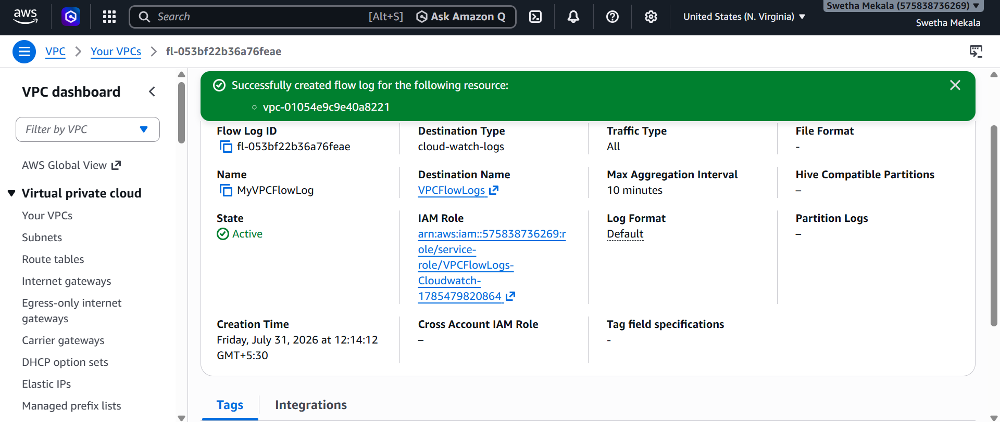 aws
Search
[Alt+S]
Ask Amazon Q
United States (N. Virginia)
Swetha Mekala (575838736269)
Swetha Mekala
VPC
Your VPCs
fl-053bf22b36a76feae
VPC dashboard
Filter by VPC
AWS Global View
Virtual private cloud
Your VPCs
Subnets
Route tables
Internet gateways
Egress-only internet
gateways
Carrier gateways
DHCP option sets
Elastic IPs
Managed prefix lists
Successfully created flow log for the following resource:
vpc-01054e9c9e40a8221
Flow Log ID
fl-053bf22b36a76feae
Destination Type
cloud-watch-logs
Traffic Type
All
File Format
-
Name
MyVPCFlowLog
Destination Name
VPCFlowLogs
Max Aggregation Interval
10 minutes
Hive Compatible Partitions
–
State
Active
IAM Role
arn:aws:iam::575838736269:r
ole/service-
role/VPCFlowLogs-
Cloudwatch-
1785479820864
Log Format
Default
Partition Logs
–
Creation Time
Friday, July 31, 2026 at 12:14:12
GMT+5:30
Cross Account IAM Role
–
Tag field specifications
-
Tags
Integrations